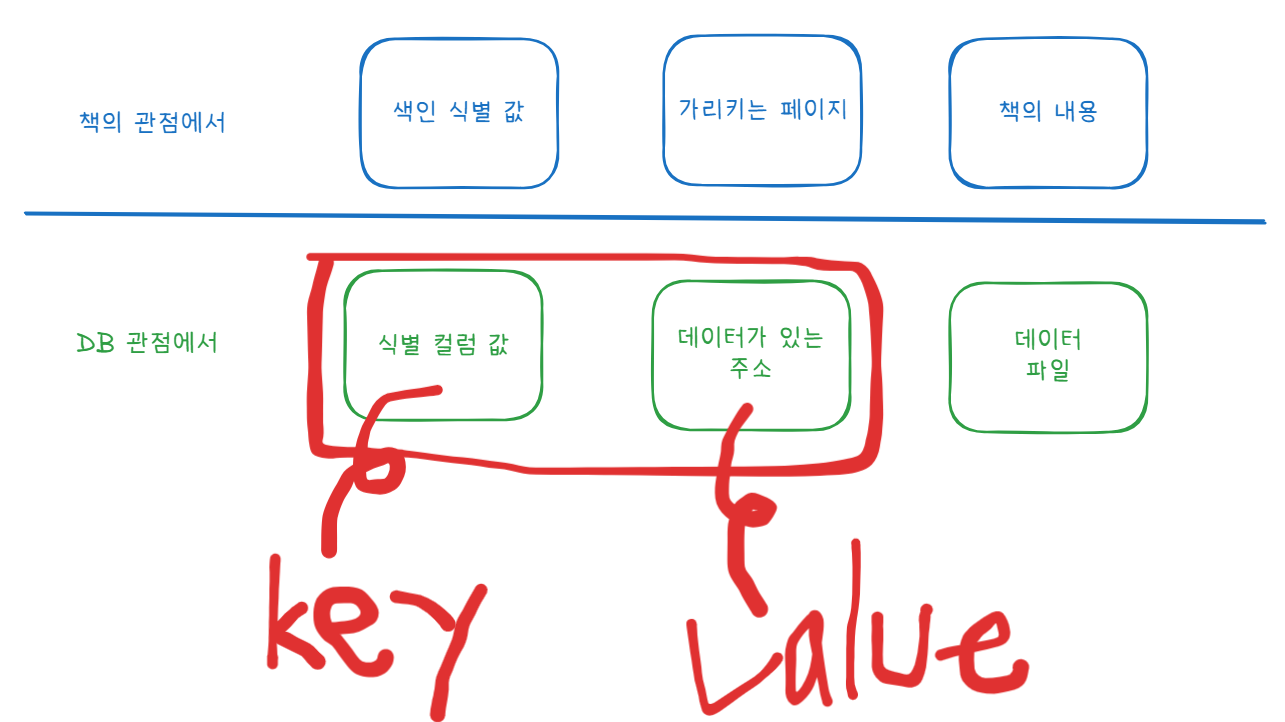 책의 관점에서
색인 식별 값
가리키는 페이지
책의 내용
DB 관점에서
식별 컬럼 값
데이터가 있는
주소
데이터
파일
key
value